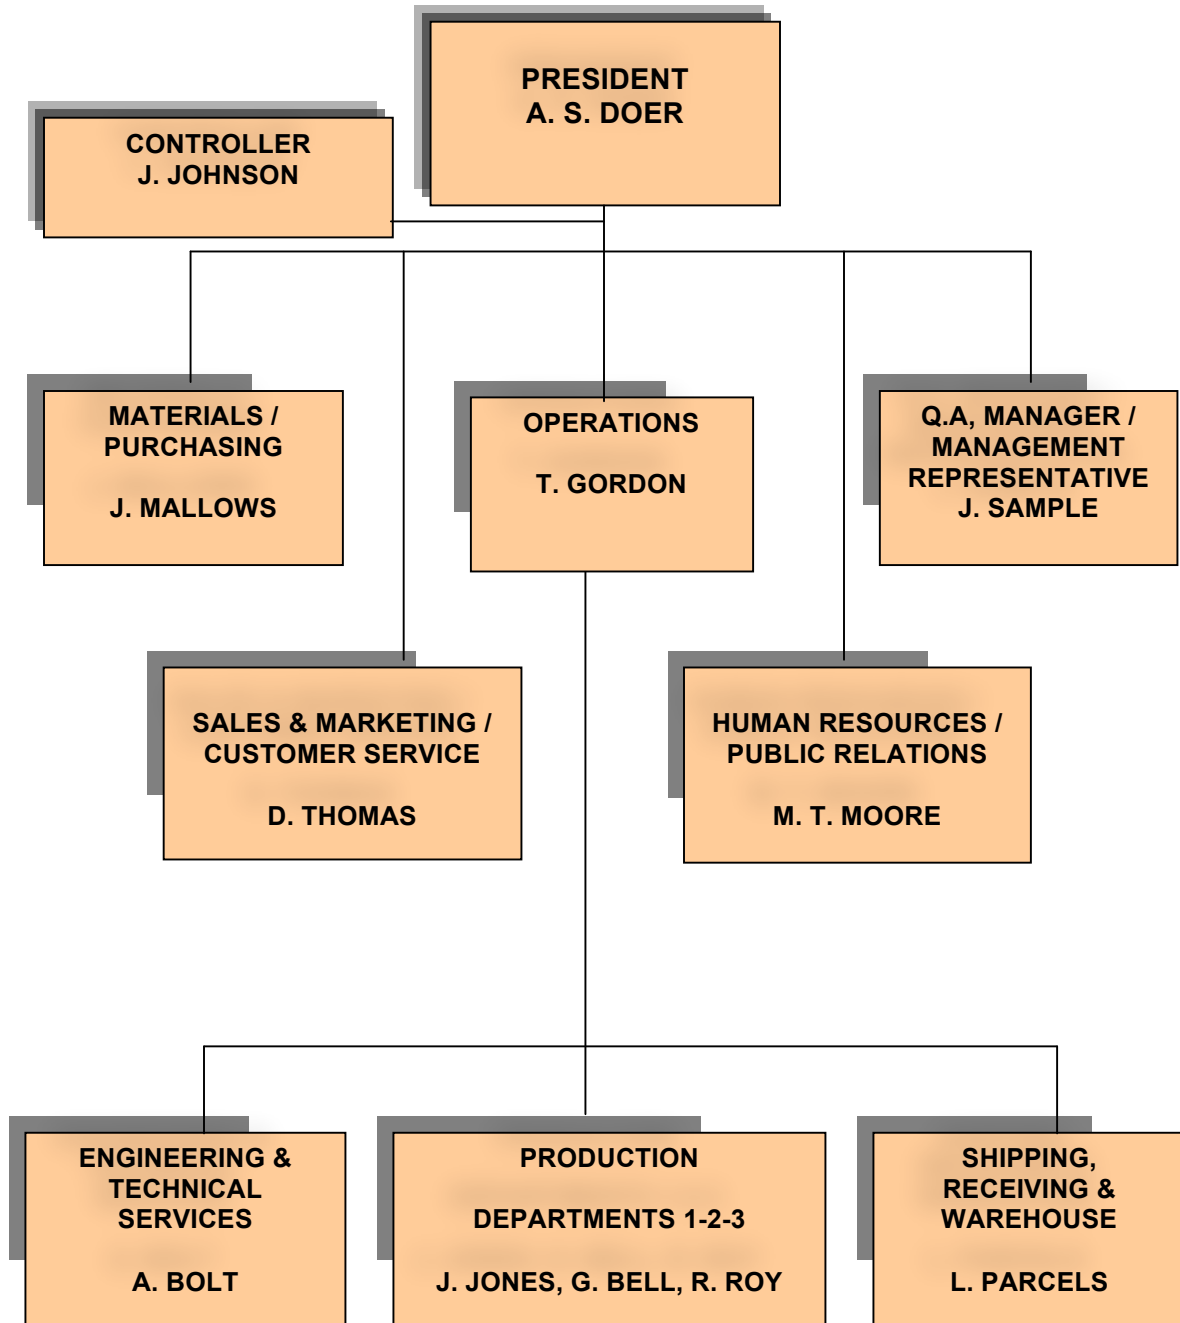 PRESIDENT
A. S. DOER
CONTROLLER
J. JOHNSON
MATERIALS /
PURCHASING
J. MALLOWS
OPERATIONS
T. GORDON
Q.A, MANAGER /
MANAGEMENT
REPRESENTATIVE
J. SAMPLE
SALES & MARKETING /
CUSTOMER SERVICE
D. THOMAS
HUMAN RESOURCES /
PUBLIC RELATIONS
M. T. MOORE
ENGINEERING &
TECHNICAL
SERVICES
A. BOLT
PRODUCTION
DEPARTMENTS 1-2-3
J. JONES, G. BELL, R. ROY
SHIPPING,
RECEIVING &
WAREHOUSE
L. PARCELS